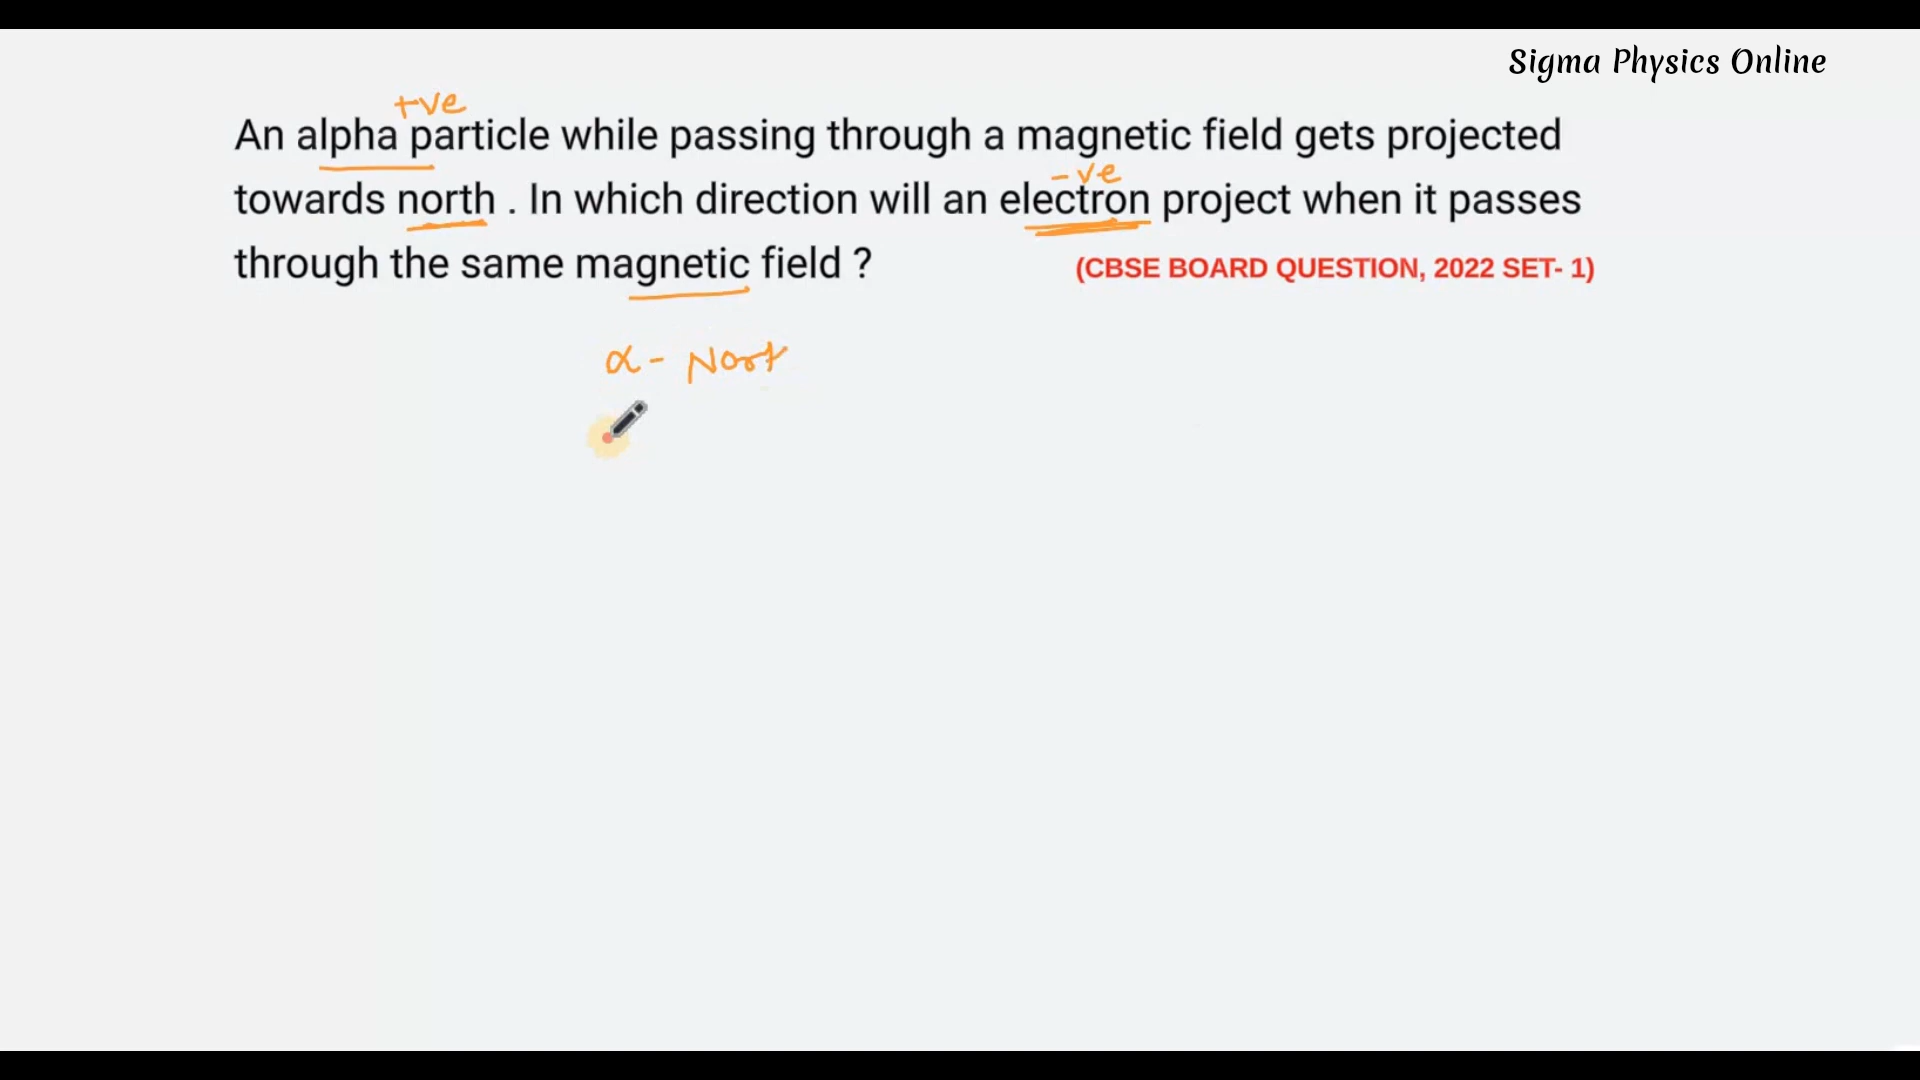 Sigma Physics Online
+ve
An alpha particle while passing through a magnetic field gets projected
-ve
towards north . In which direction will an electron project when it passes
through the same magnetic field ?
(CBSE BOARD QUESTION, 2022 SET- 1)
α - Nort